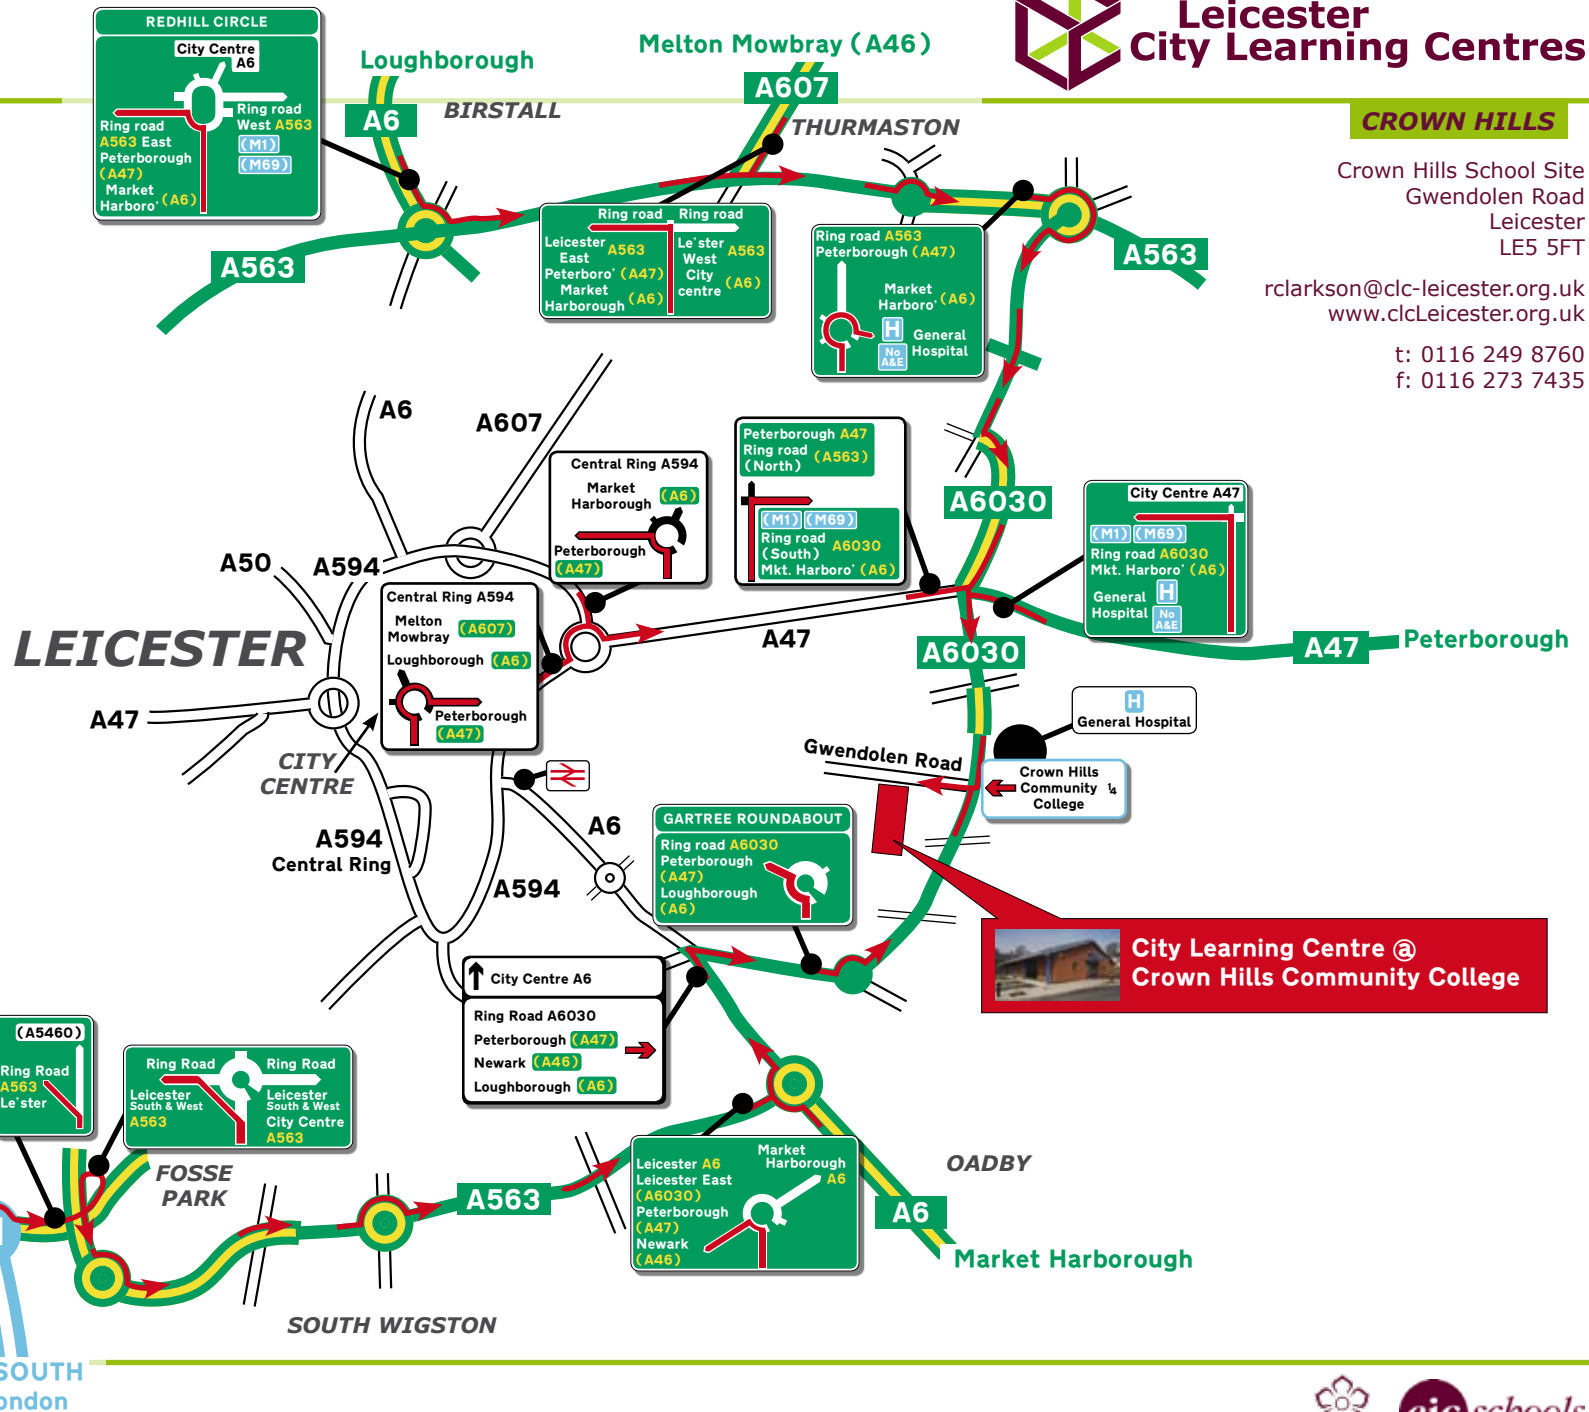 Leicester
City Learning Centres
CROWN HILLS
Crown Hills School Site
Gwendolen Road
Leicester
LE5 5FT
rclarkson@clc-leicester.org.uk
www.clcLeicester.org.uk
t: 0116 249 8760
f: 0116 273 7435
REDHILL CIRCLE
City Centre
A6
Ring road
West A563
(M1)
(M69)
Ring road
A563 East
Peterborough
(A47)
Market
Harboro' (A6)
Loughborough
A6
BIRSTALL
Melton Mowbray (A46)
A607
THURMASTON
A563
A563
Ring road
Leicester
East A563
Peterboro' (A47)
Market
Harborough (A6)
Ring road
Le'ster
West A563
City
centre (A6)
Ring road A563
Peterborough (A47)
Market
Harboro' (A6)
H General
Hospital
No
A&E
A6
A607
Central Ring A594
Market
Harborough (A6)
Peterborough
(A47)
Peterborough A47
Ring road
(North) (A563)
(M1) (M69)
Ring road
(South) A6030
Mkt. Harboro' (A6)
A6030
City Centre A47
(M1) (M69)
Ring road A6030
Mkt. Harboro' (A6)
General
Hospital
H
No
A&E
A50
A594
Central Ring A594
Melton
Mowbray (A607)
Loughborough (A6)
Peterborough
(A47)
LEICESTER
A47
A6030
A47
Peterborough
A47
CITY
CENTRE
H
General Hospital
Gwendolen Road
Crown Hills
Community ¼
College
A594
Central Ring
A6
A594
GARTREE ROUNDABOUT
Ring road A6030
Peterborough
(A47)
Loughborough
(A6)
City Learning Centre @
Crown Hills Community College
City Centre A6
Ring Road A6030
Peterborough (A47)
Newark (A46)
Loughborough (A6)
(A5460)
Ring Road
A563
Le'ster
Ring Road
Leicester
South & West
A563
Ring Road
Leicester
South & West
City Centre
A563
FOSSE
PARK
A563
Leicester A6
Leicester East
(A6030)
Peterborough
(A47)
Newark
(A46)
Market
Harborough
A6
OADBY
A6
Market Harborough
SOUTH WIGSTON
SOUTH
ondon
eic schools